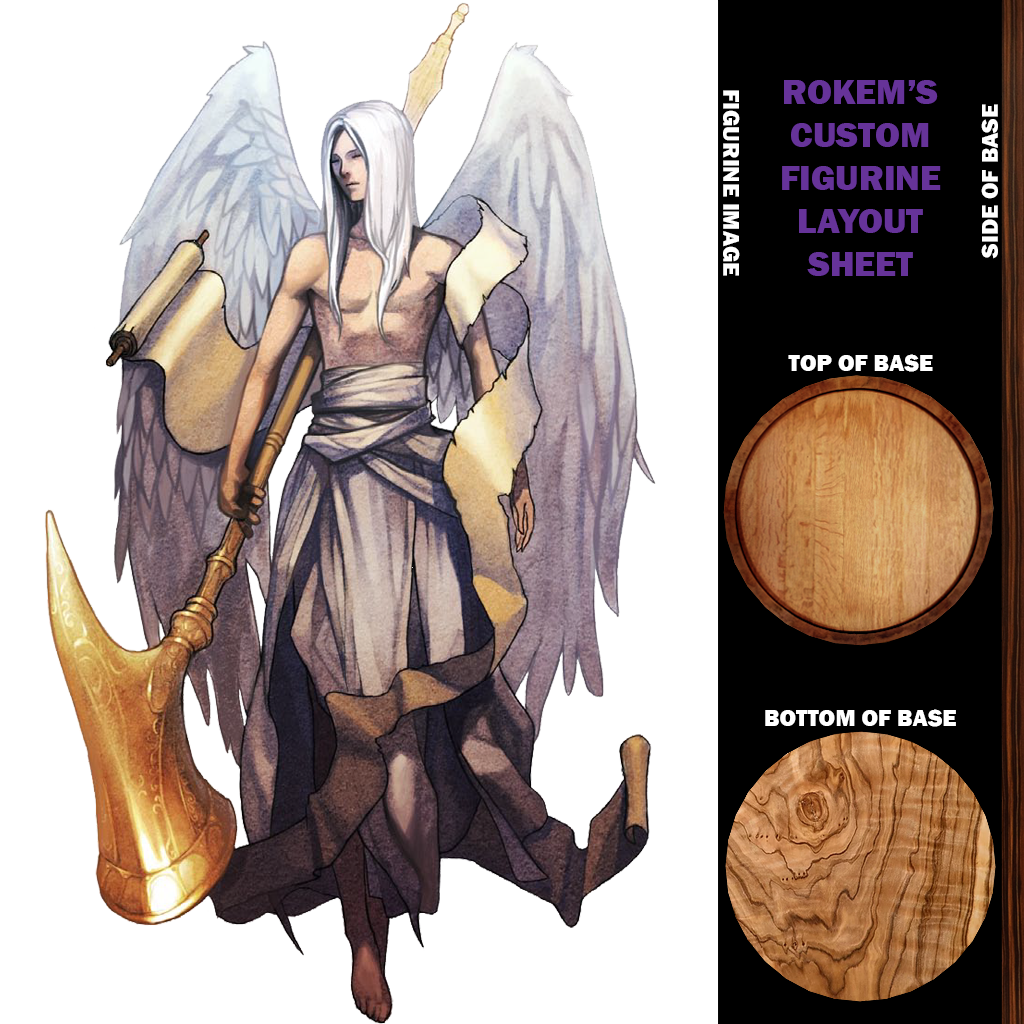 ROKEM’S
CUSTOM
FIGURINE
LAYOUT
SHEET
FIGURINE IMAGE
SIDE OF BASE
TOP OF BASE
BOTTOM OF BASE